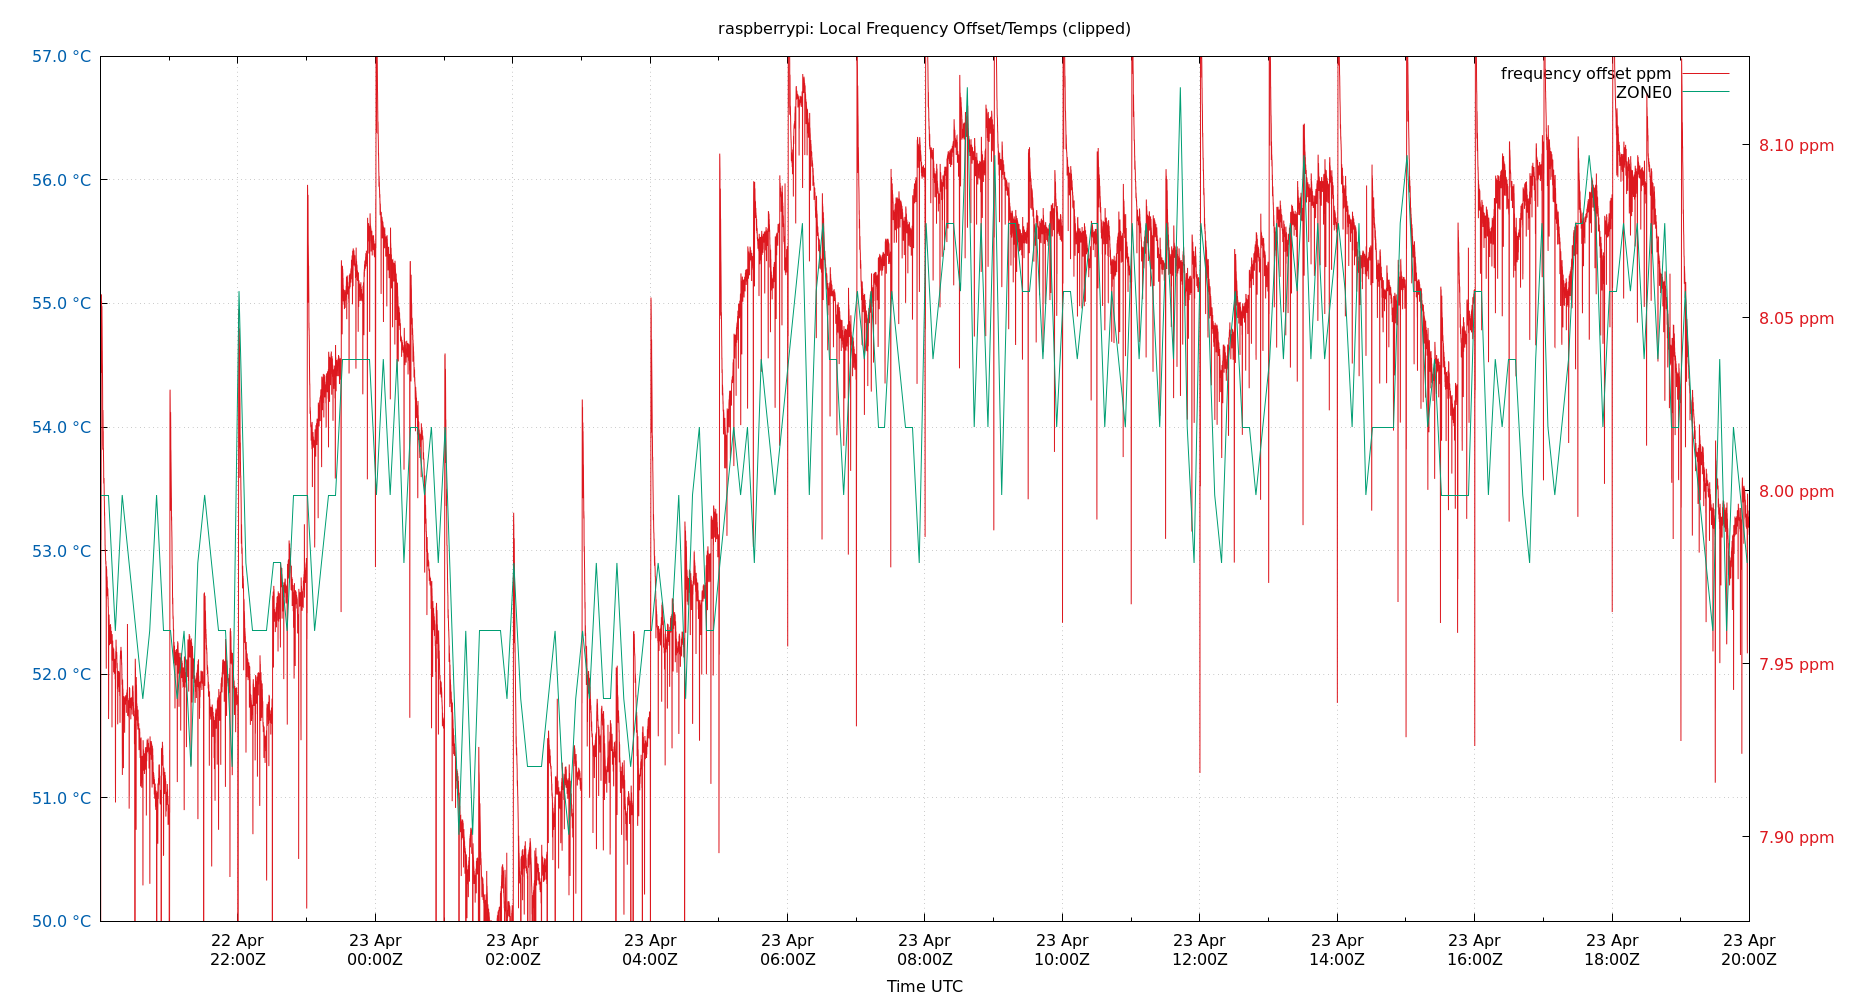 raspberrypi: Local Frequency Offset/Temps (clipped)
57.0 °C
56.0 °C
55.0 °C
54.0 °C
53.0 °C
52.0 °C
51.0 °C
50.0 °C
frequency offset ppm
ZONE0
8.10 ppm
8.05 ppm
8.00 ppm
7.95 ppm
7.90 ppm
22 Apr
22:00Z
23 Apr
00:00Z
23 Apr
02:00Z
23 Apr
04:00Z
23 Apr
06:00Z
23 Apr
08:00Z
23 Apr
10:00Z
23 Apr
12:00Z
23 Apr
14:00Z
23 Apr
16:00Z
23 Apr
18:00Z
23 Apr
20:00Z
Time UTC